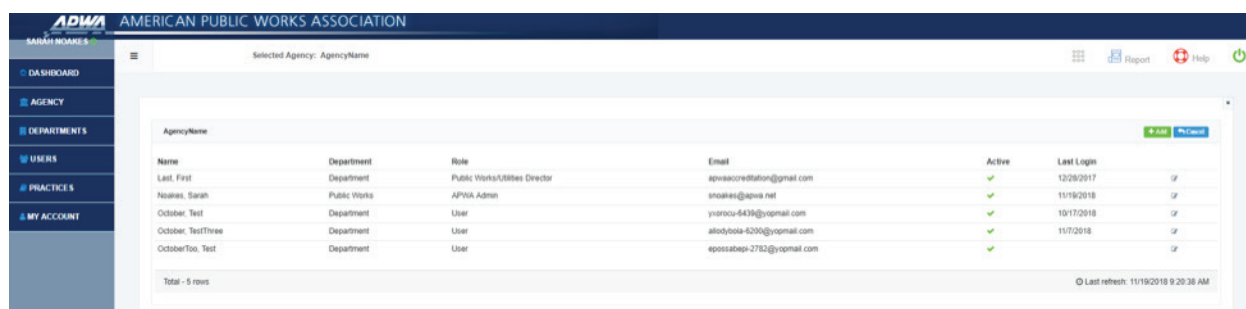 APWA AMERICAN PUBLIC WORKS ASSOCIATION
SARAH NOAKES
Selected Agency: AgencyName
Report
Help
DASHBOARD
AGENCY
DEPARTMENTS
USERS
PRACTICES
MY ACCOUNT
AgencyName
+ Add Cancel
Name Department Role Email Active Last Login
Last, First Department Public Works/Utilities Director apwaaccreditation@gmail.com 12/28/2017
Noakes, Sarah Public Works APWA Admin snoakes@apwa.net 11/19/2018
October, Test Department User yxorocu-6439@yopmail.com 10/17/2018
October, TestThree Department User allodybola-6200@yopmail.com 11/7/2018
OctoberToo, Test Department User epossabepi-2782@yopmail.com
Total - 5 rows Last refresh: 11/19/2018 9:20:38 AM